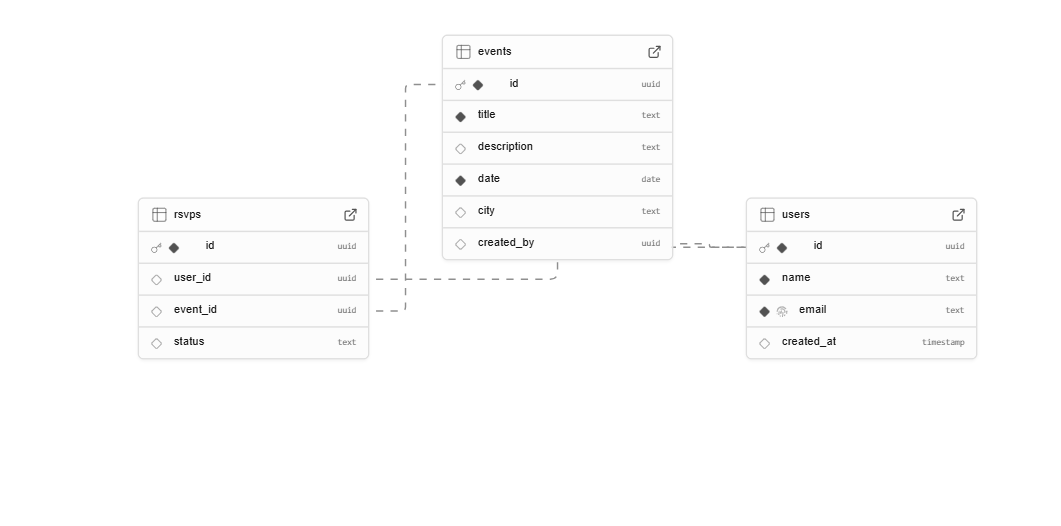 events
id uuid
title text
description text
date date
city text
created_by uuid
rsvps
id uuid
user_id uuid
event_id uuid
status text
users
id uuid
name text
email text
created_at timestamp